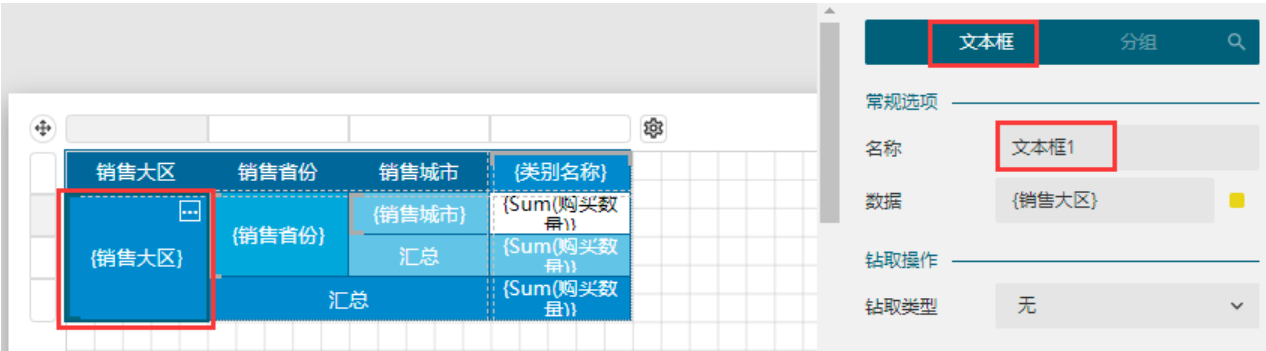 文本框 分组
常规选项
名称 文本框1
数据 {销售大区}
钻取操作
钻取类型 无
销售大区 销售省份 销售城市 {类别名称}
{销售大区} {销售省份} {销售城市} {Sum(购买数
量)}
汇总 {Sum(购买数
量)}
汇总 {Sum(购买数
量)}